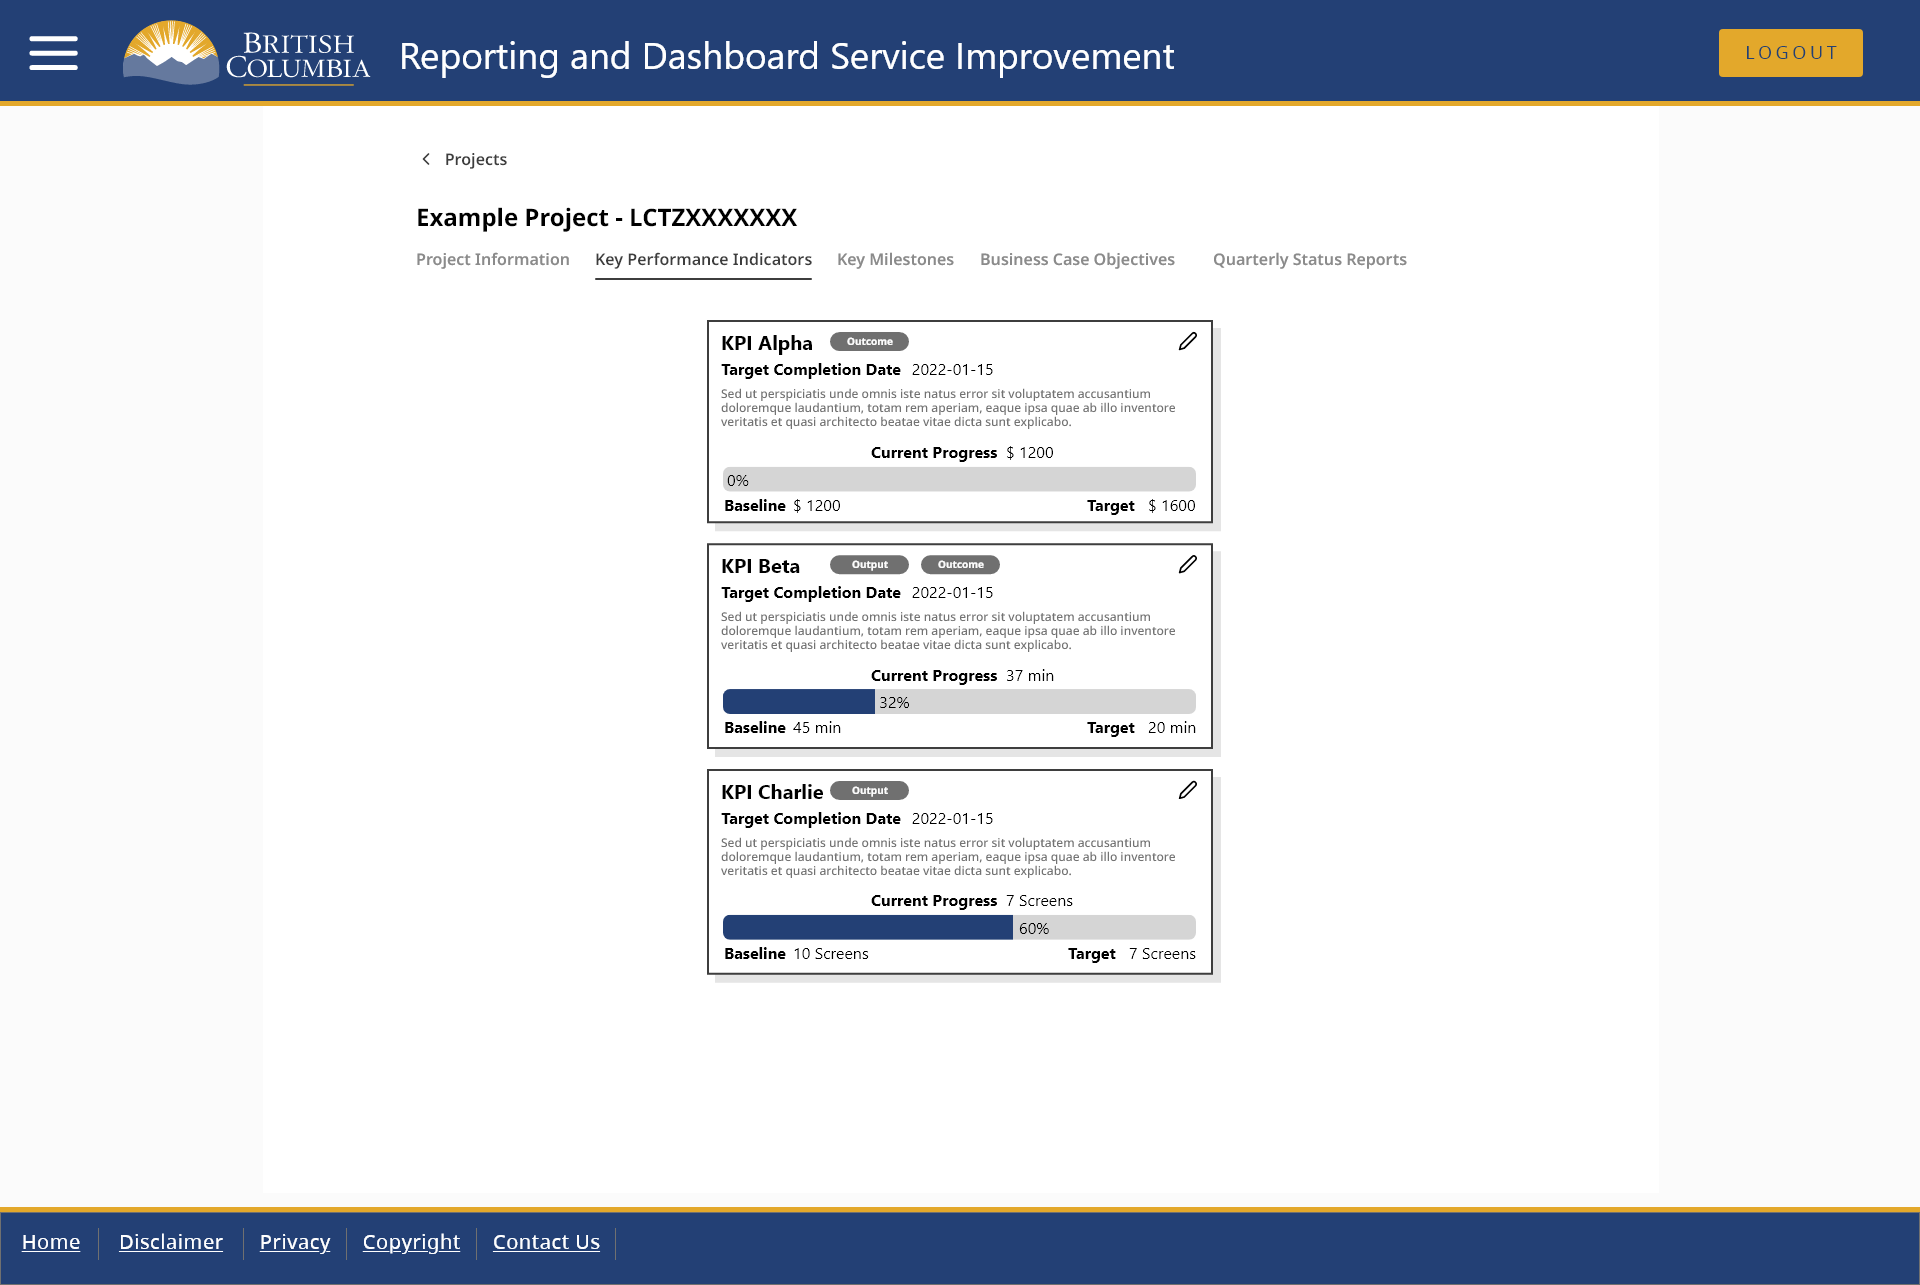 BRITISH
COLUMBIA
Reporting and Dashboard Service Improvement
LOGOUT
Projects
Example Project - LCTZXXXXXXX
Project Information Key Performance Indicators Key Milestones Business Case Objectives Quarterly Status Reports
KPI Alpha Outcome
Target Completion Date 2022-01-15
Sed ut perspiciatis unde omnis iste natus error sit voluptatem accusantium
doloremque laudantium, totam rem aperiam, eaque ipsa quae ab illo inventore
veritatis et quasi architecto beatae vitae dicta sunt explicabo.
Current Progress $ 1200
0%
Baseline $ 1200 Target $ 1600
KPI Beta Output Outcome
Target Completion Date 2022-01-15
Sed ut perspiciatis unde omnis iste natus error sit voluptatem accusantium
doloremque laudantium, totam rem aperiam, eaque ipsa quae ab illo inventore
veritatis et quasi architecto beatae vitae dicta sunt explicabo.
Current Progress 37 min
32%
Baseline 45 min Target 20 min
KPI Charlie Output
Target Completion Date 2022-01-15
Sed ut perspiciatis unde omnis iste natus error sit voluptatem accusantium
doloremque laudantium, totam rem aperiam, eaque ipsa quae ab illo inventore
veritatis et quasi architecto beatae vitae dicta sunt explicabo.
Current Progress 7 Screens
60%
Baseline 10 Screens Target 7 Screens
Home Disclaimer Privacy Copyright Contact Us